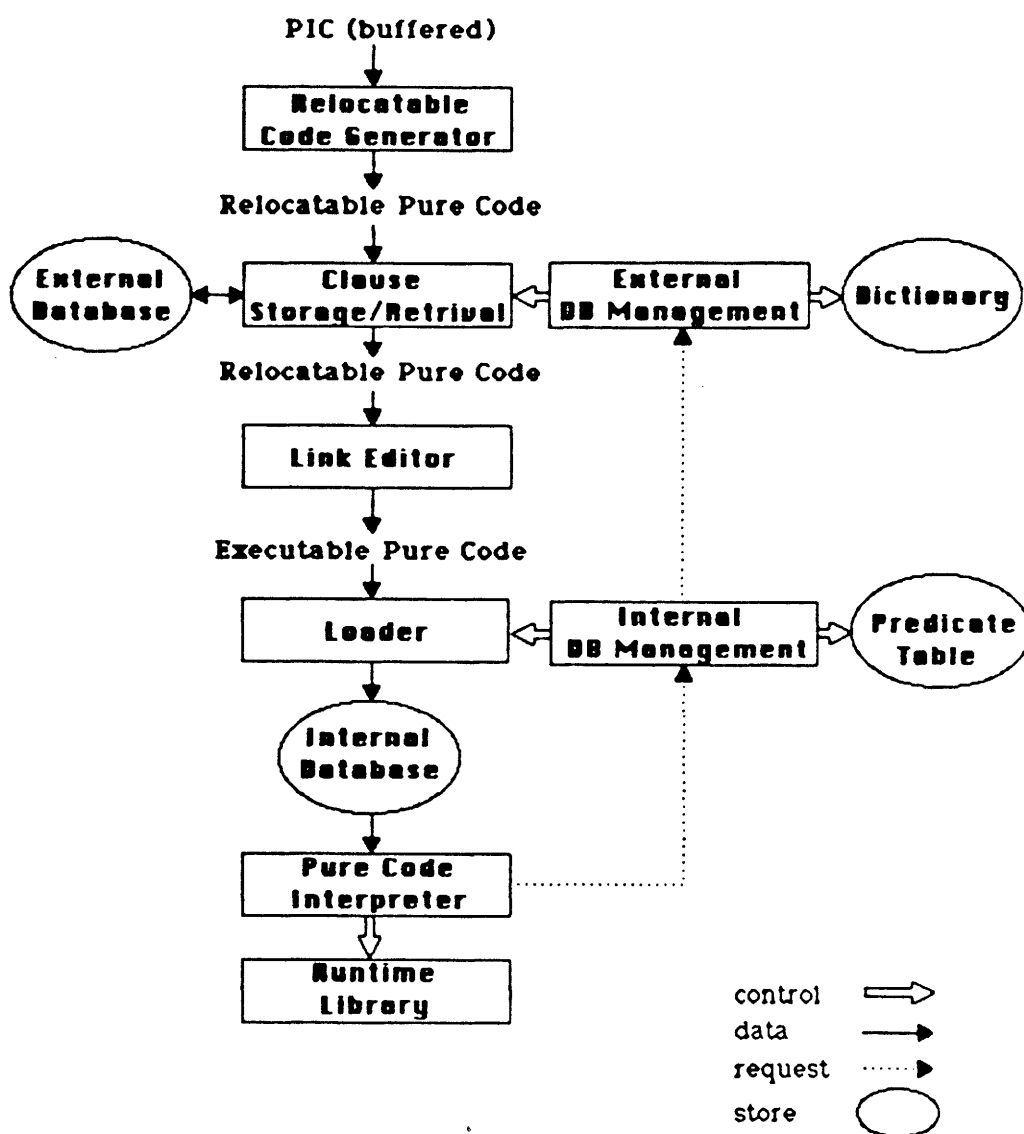 PIC (buffered)
Relocatable
Code Generator
Relocatable Pure Code
External
Database
Clause
Storage/Retrival
External
DB Management
Dictionary
Relocatable Pure Code
Link Editor
Executable Pure Code
Loader
Internal
DB Management
Predicate
Table
Internal
Database
Pure Code
Interpreter
Runtime
Library
control
data
request
store